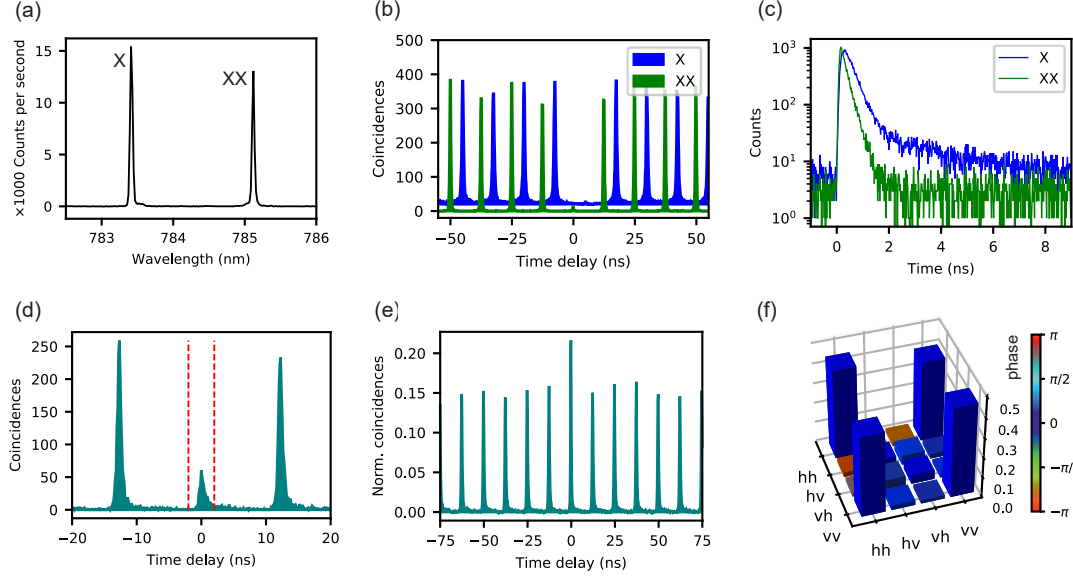 (a)
×1000 Counts per second
15
10
5
0
X
XX
783
784
785
786
Wavelength (nm)
(b)
Coincidences
500
400
300
200
100
0
X
XX
−50
−25
0
25
50
Time delay (ns)
(c)
Counts
10³
10²
10¹
10⁰
X
XX
0
2
4
6
8
Time (ns)
(d)
Coincidences
250
200
150
100
50
0
−20
−10
0
10
20
Time delay (ns)
(e)
Norm. coincidences
0.20
0.15
0.10
0.05
0.00
−75
−50
−25
0
25
50
75
Time delay (ns)
(f)
0.5
0.4
0.3
0.2
0.1
0.0
hh
hv
vh
vv
hh
hv
vh
vv
phase
π
π/2
0
−π/
−π